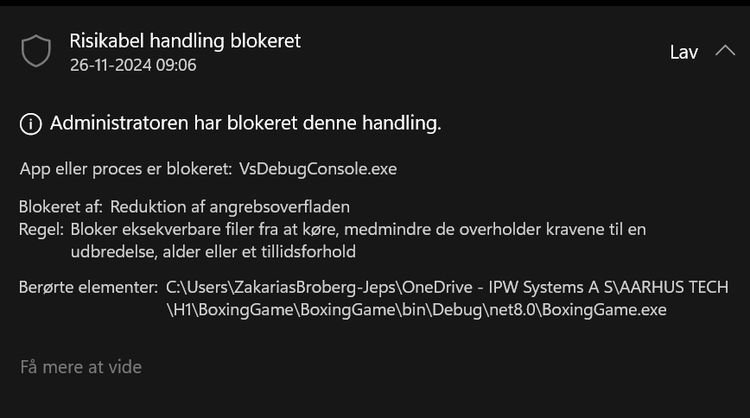 Risikabel handling blokeret
26-11-2024 09:06
Lav
Administratoren har blokeret denne handling.
App eller proces er blokeret: VsDebugConsole.exe
Blokeret af: Reduktion af angrebsoverfladen
Regel: Bloker eksekverbare filer fra at køre, medmindre de overholder kravene til en
udbredelse, alder eller et tillidsforhold
Berørte elementer: C:\Users\ZakariasBroberg-Jeps\OneDrive - IPW Systems A S\AARHUS TECH
\H1\BoxingGame\BoxingGame\bin\Debug\net8.0\BoxingGame.exe
Få mere at vide